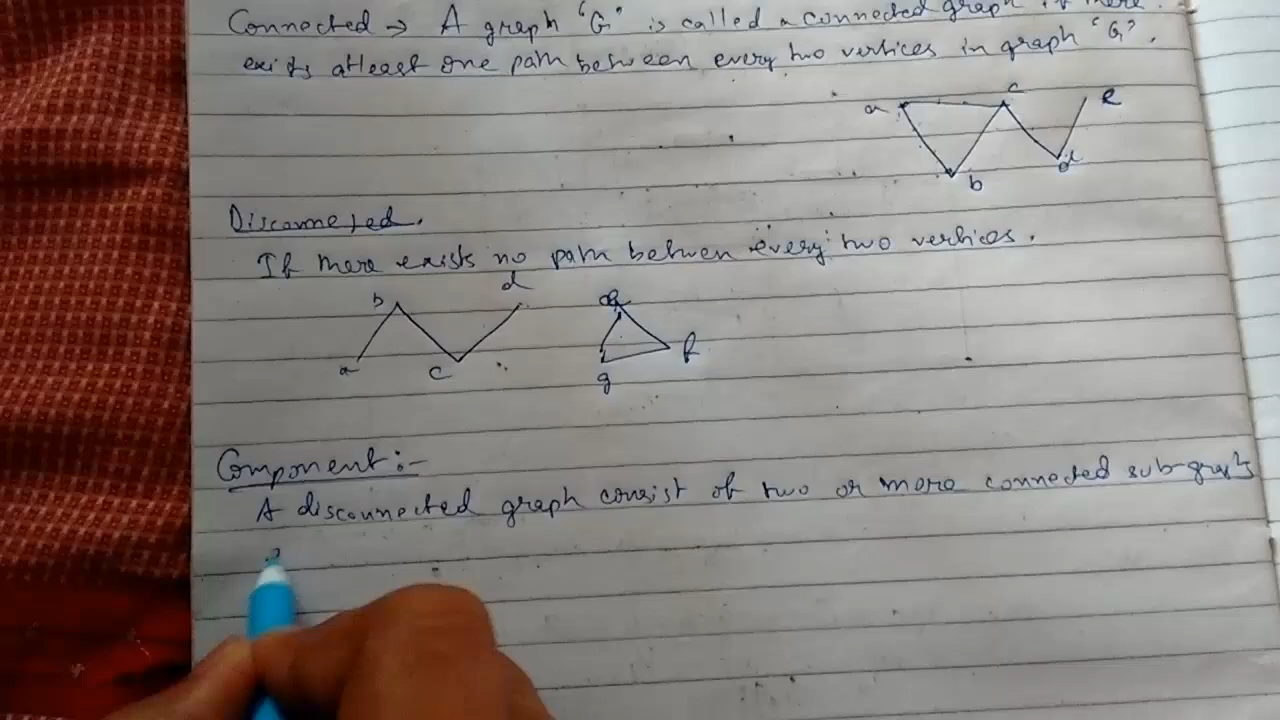 Connected → A graph "G" is called a connected graph if there
exists atleast one path between every two vertices in graph "G".
a c e
b d
Disconnected.
If there exists no path between every two vertices.
b d e
a c g f
Component:-
A disconnected graph consist of two or more connected sub-graphs